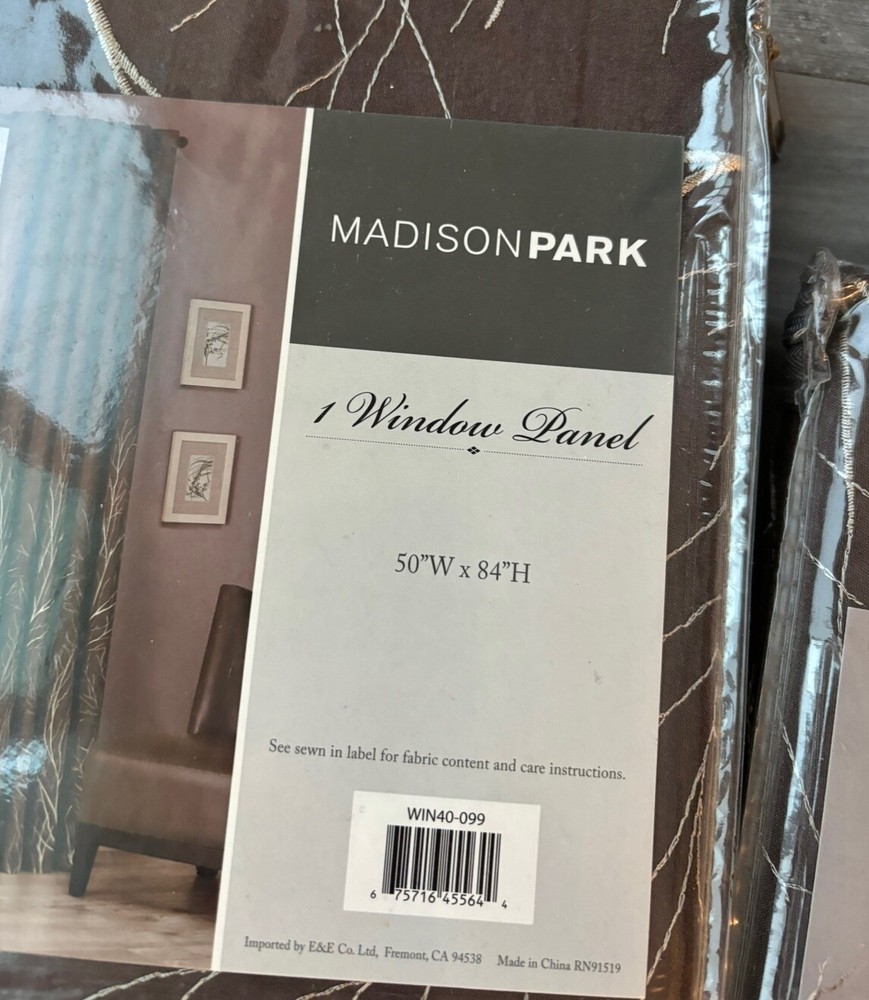 MADISONPARK
1 Window Panel
50”W x 84”H
See sewn in label for fabric content and care instructions.
WIN40-099
6 75716 45564 4
Imported by E&E Co. Ltd, Fremont, CA 94538 Made in China RN91519